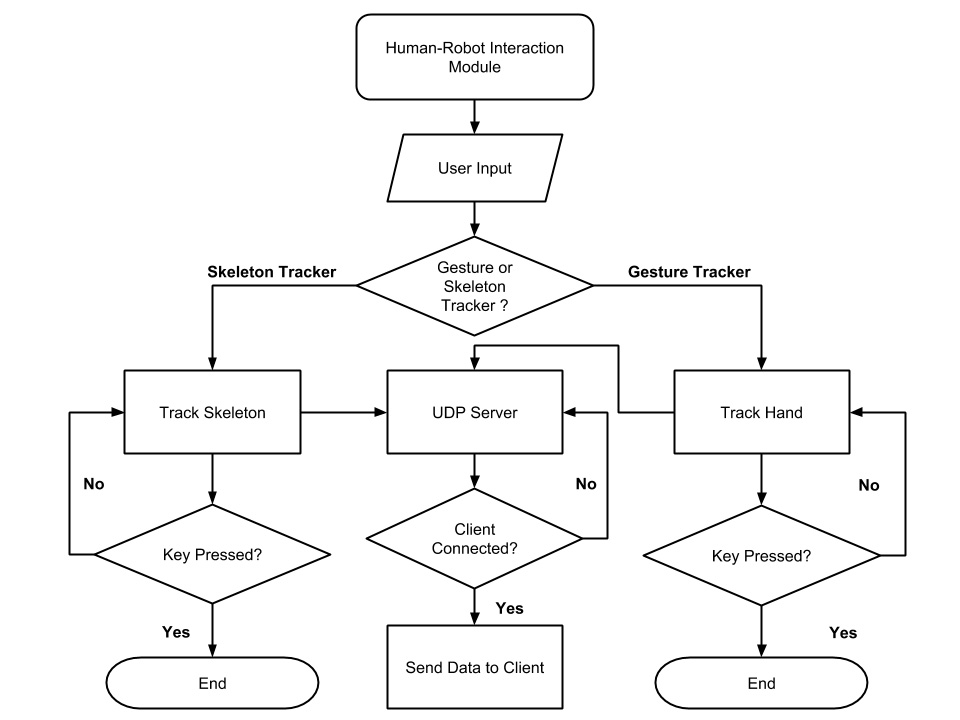 Human-Robot Interaction
Module
User Input
Gesture or
Skeleton
Tracker ?
Skeleton Tracker
Gesture Tracker
Track Skeleton
UDP Server
Track Hand
No
No
No
Key Pressed?
Client
Connected?
Key Pressed?
Yes
Yes
Yes
End
Send Data to Client
End